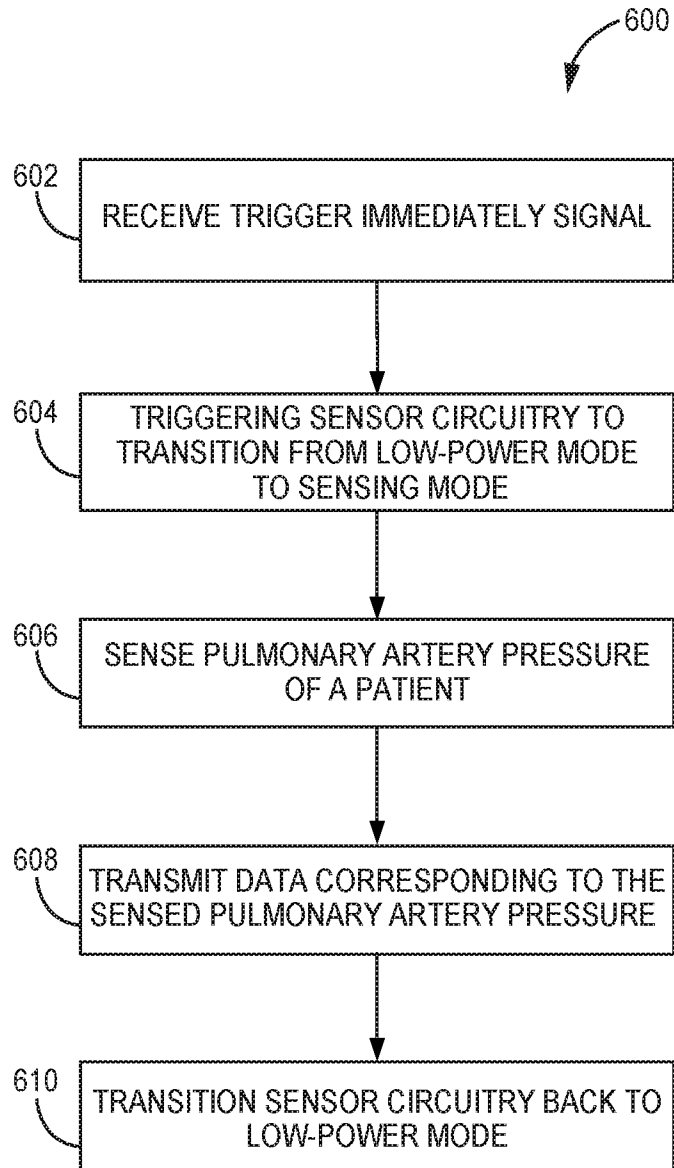 600
602
RECEIVE TRIGGER IMMEDIATELY SIGNAL
604
TRIGGERING SENSOR CIRCUITRY TO
TRANSITION FROM LOW-POWER MODE
TO SENSING MODE
606
SENSE PULMONARY ARTERY PRESSURE
OF A PATIENT
608
TRANSMIT DATA CORRESPONDING TO THE
SENSED PULMONARY ARTERY PRESSURE
610
TRANSITION SENSOR CIRCUITRY BACK TO
LOW-POWER MODE